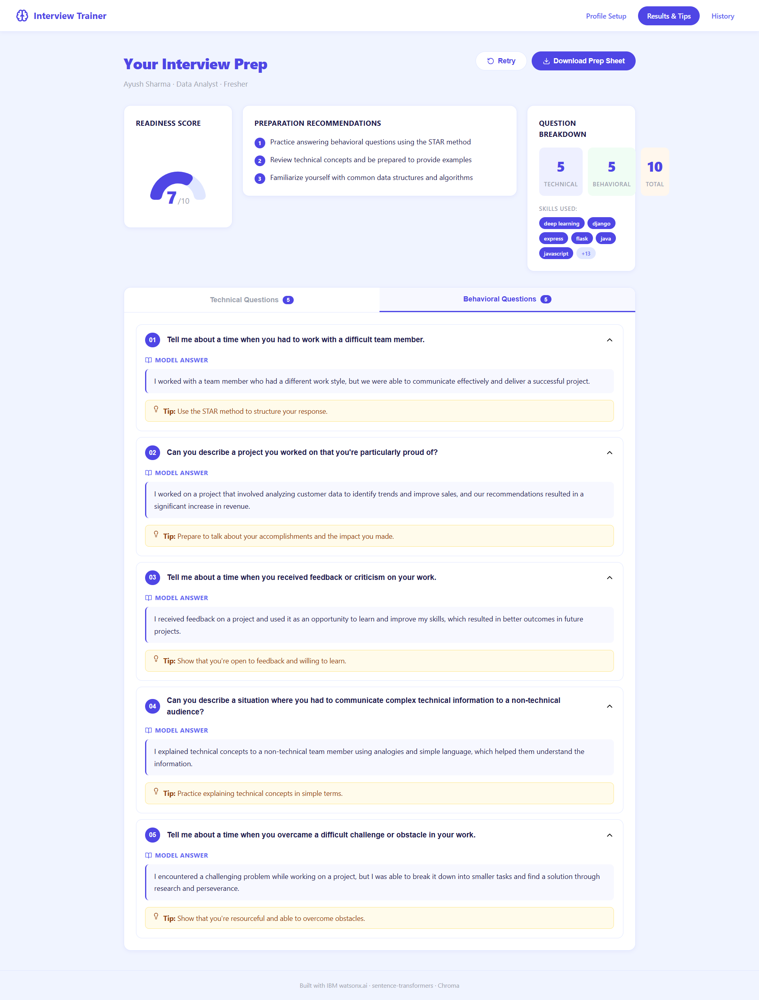 Interview Trainer
Profile Setup
Results & Tips
History
Your Interview Prep
Retry
Download Prep Sheet
Ayush Sharma · Data Analyst · Fresher
READINESS SCORE
7/10
PREPARATION RECOMMENDATIONS
1 Practice answering behavioral questions using the STAR method
2 Review technical concepts and be prepared to provide examples
3 Familiarize yourself with common data structures and algorithms
QUESTION
BREAKDOWN
5
TECHNICAL
5
BEHAVIORAL
10
TOTAL
SKILLS USED:
deep learning django
express flask java
javascript +13
Technical Questions 5
Behavioral Questions 5
01 Tell me about a time when you had to work with a difficult team member.
MODEL ANSWER
I worked with a team member who had a different work style, but we were able to communicate effectively and deliver a successful project.
Tip: Use the STAR method to structure your response.
02 Can you describe a project you worked on that you're particularly proud of?
MODEL ANSWER
I worked on a project that involved analyzing customer data to identify trends and improve sales, and our recommendations resulted in a
significant increase in revenue.
Tip: Prepare to talk about your accomplishments and the impact you made.
03 Tell me about a time when you received feedback or criticism on your work.
MODEL ANSWER
I received feedback on a project and used it as an opportunity to learn and improve my skills, which resulted in better outcomes in future
projects.
Tip: Show that you're open to feedback and willing to learn.
04 Can you describe a situation where you had to communicate complex technical information to a non-technical
audience?
MODEL ANSWER
I explained technical concepts to a non-technical team member using analogies and simple language, which helped them understand the
information.
Tip: Practice explaining technical concepts in simple terms.
05 Tell me about a time when you overcame a difficult challenge or obstacle in your work.
MODEL ANSWER
I encountered a challenging problem while working on a project, but I was able to break it down into smaller tasks and find a solution through
research and perseverance.
Tip: Show that you're resourceful and able to overcome obstacles.
Built with IBM watsonx.ai · sentence-transformers · Chroma